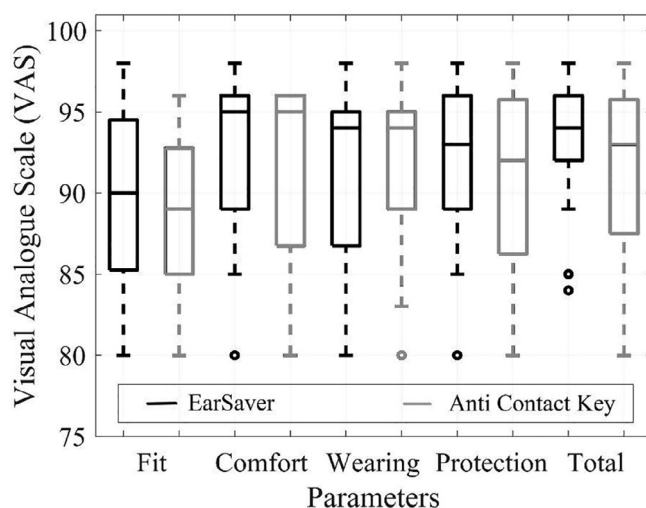 Visual Analogue Scale (VAS)
100
95
90
85
80
75
EarSaver
Anti Contact Key
Fit
Comfort
Wearing
Protection
Total
Parameters